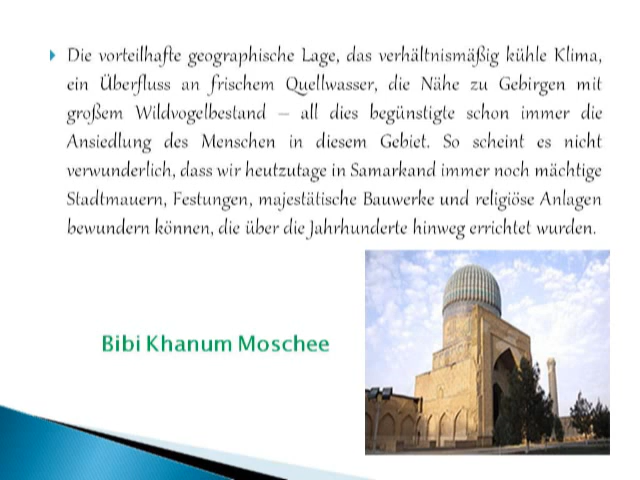 Die vorteilhafte geographische Lage, das verhältnismäßig kühle Klima,
ein Überfluss an frischem Quellwasser, die Nähe zu Gebirgen mit
großem Wildvogelbestand – all dies begünstigte schon immer die
Ansiedlung des Menschen in diesem Gebiet. So scheint es nicht
verwunderlich, dass wir heutzutage in Samarkand immer noch mächtige
Stadtmauern, Festungen, majestätische Bauwerke und religiöse Anlagen
bewundern können, die über die Jahrhunderte hinweg errichtet wurden.
Bibi Khanum Moschee